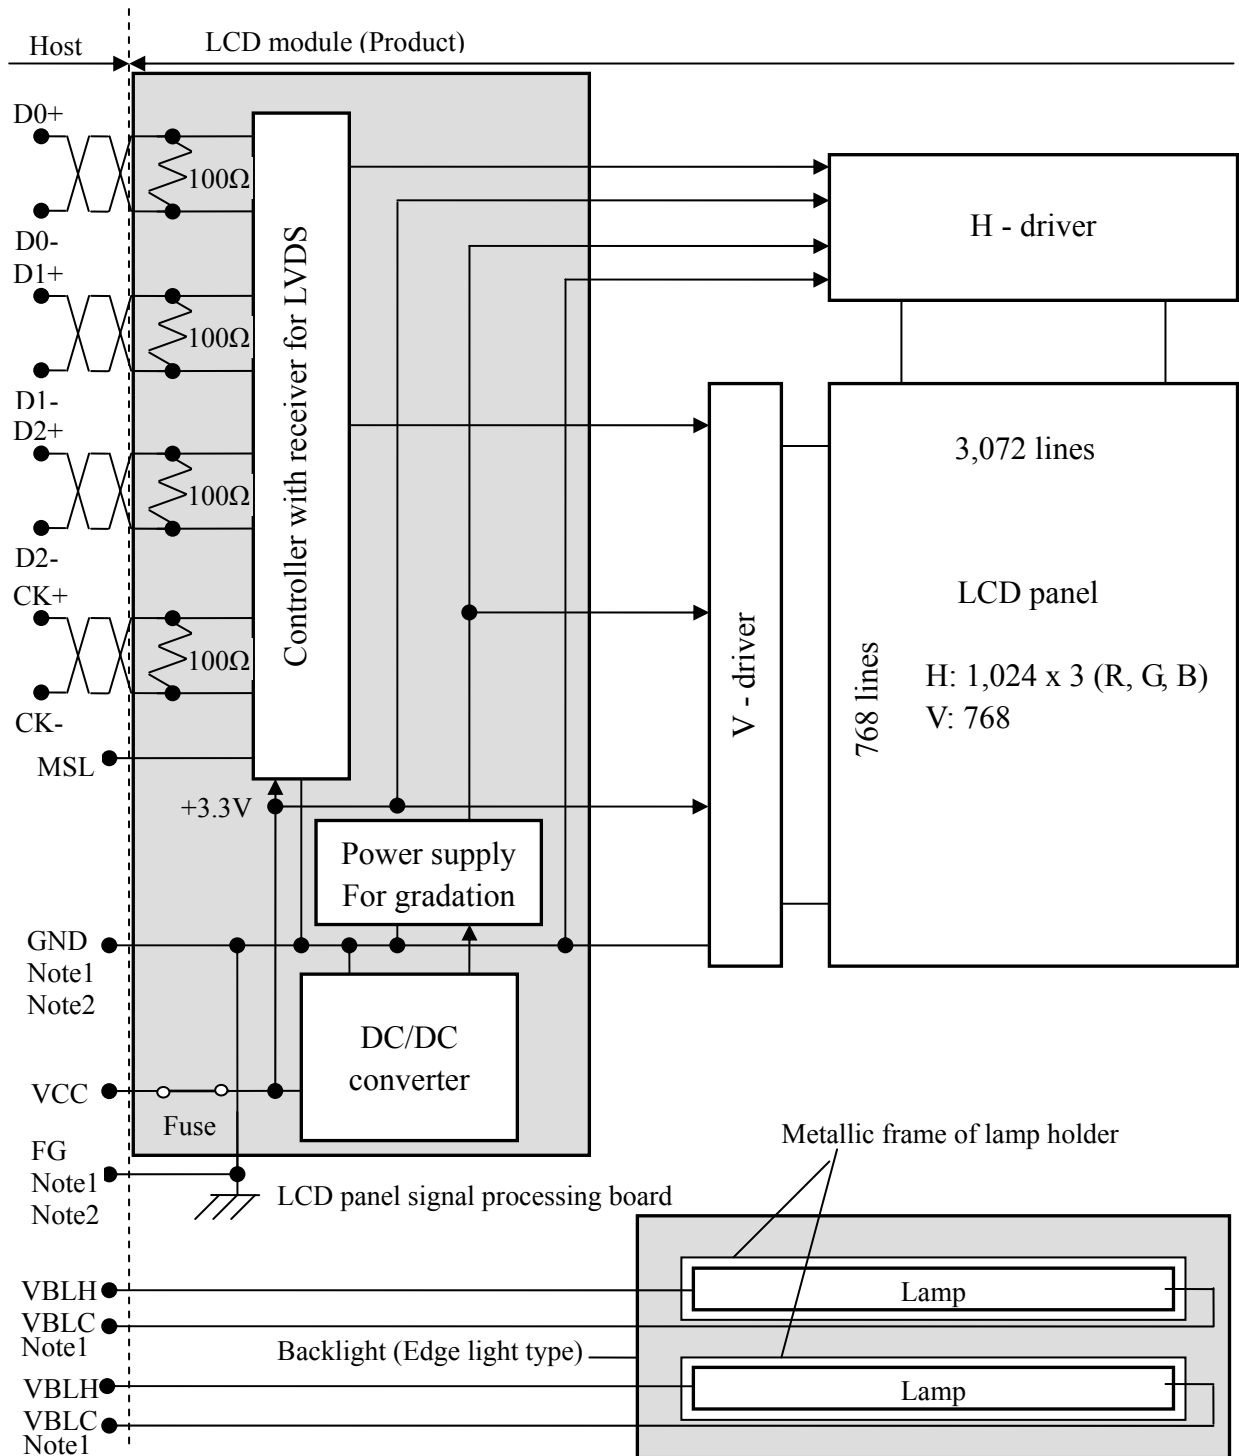 Host
LCD module (Product)
D0+
100Ω
D0-
D1+
100Ω
D1-
D2+
100Ω
D2-
CK+
100Ω
CK-
MSL
Controller with receiver for LVDS
H - driver
3,072 lines
LCD panel
H: 1,024 x 3 (R, G, B)
V: 768
768 lines
V - driver
+3.3V
Power supply
For gradation
GND
Note1
Note2
DC/DC
converter
VCC
Fuse
FG
Note1
Note2
LCD panel signal processing board
Metallic frame of lamp holder
VBLH
VBLC
Note1
Lamp
Backlight (Edge light type)
VBLH
VBLC
Note1
Lamp